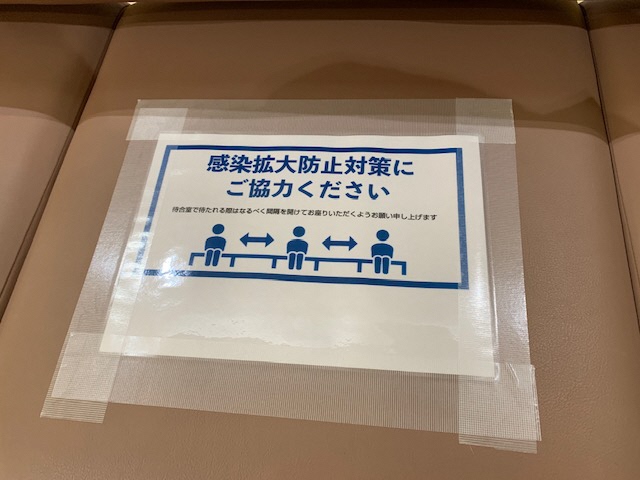 感染拡大防止対策に
ご協力ください
待合室で待たれる際はなるべく間隔を開けてお座りいただくようお願い申し上げます